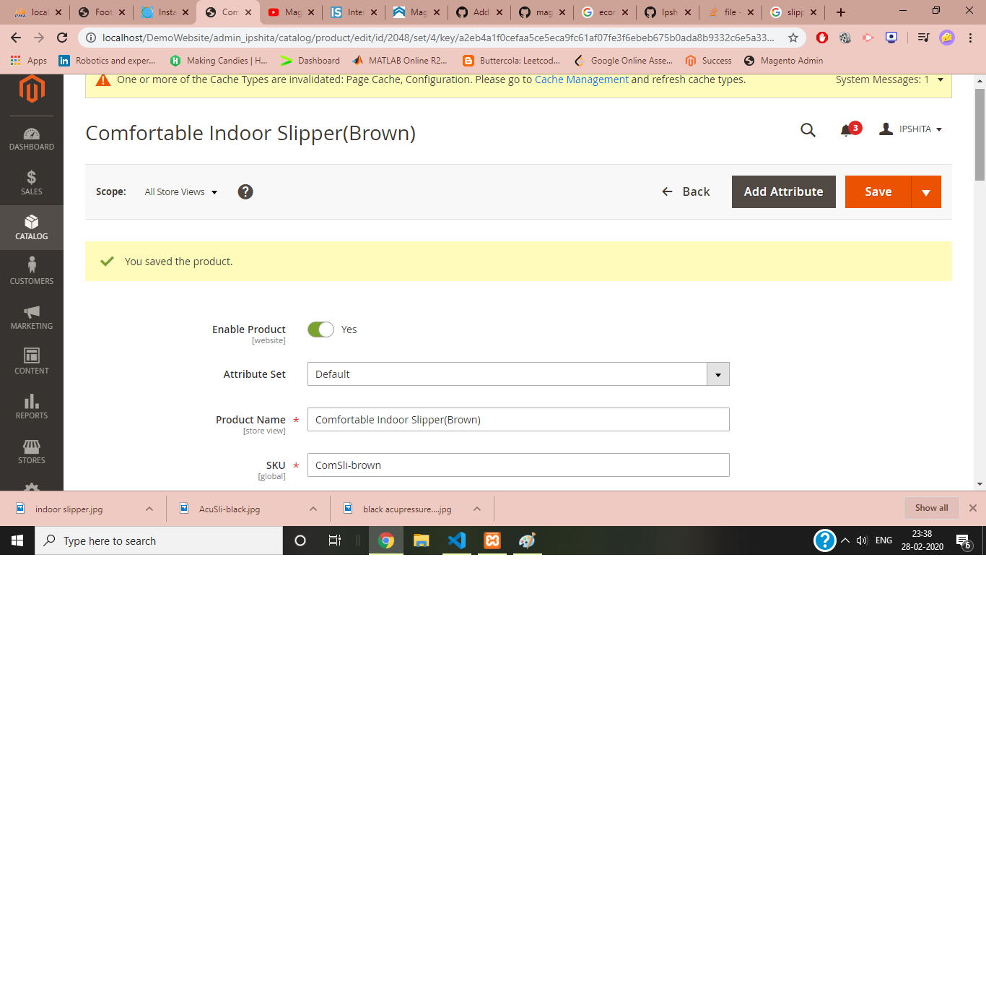 local Foot Insta Com Mag Inter Mag Add mag ecor Ipsh file - slipp
localhost/DemoWebsite/admin_ipshita/catalog/product/edit/id/2048/set/4/key/a2eb4a1f0cefaa5ce5eca9fc61af07fe3f6ebeb675b0ada8b9332c6e5a33...
Apps Robotics and exper... Making Candies | H... Dashboard MATLAB Online R2... Buttercola: Leetcod... Google Online Asse... Success Magento Admin
One or more of the Cache Types are invalidated: Page Cache, Configuration. Please go to Cache Management and refresh cache types. System Messages: 1
Comfortable Indoor Slipper(Brown) 3 IPSHITA
DASHBOARD
SALES
CATALOG
CUSTOMERS
MARKETING
CONTENT
REPORTS
STORES
Scope: All Store Views ? Back Add Attribute Save
You saved the product.
Enable Product Yes
[website]
Attribute Set Default
Product Name * Comfortable Indoor Slipper(Brown)
[store view]
SKU * ComSli-brown
[global]
indoor slipper.jpg AcuSli-black.jpg black acupressure....jpg Show all
Type here to search ? ENG 23:38
28-02-2020 6